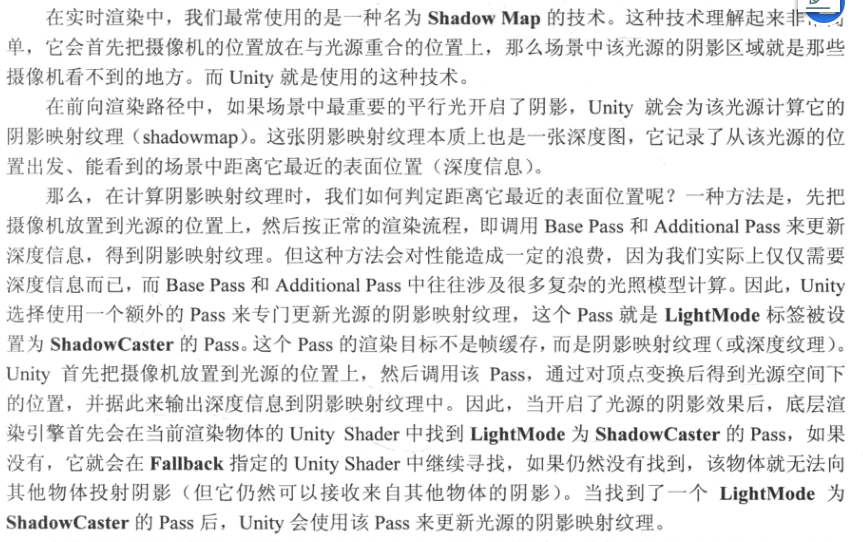 在实时渲染中，我们最常使用的是一种名为 Shadow Map 的技术。这种技术理解起来非常简
单，它会首先把摄像机的位置放在与光源重合的位置上，那么场景中该光源的阴影区域就是那些
摄像机看不到的地方。而 Unity 就是使用的这种技术。
在前向渲染路径中，如果场景中最重要的平行光开启了阴影，Unity 就会为该光源计算它的
阴影映射纹理（shadowmap）。这张阴影映射纹理本质上也是一张深度图，它记录了从该光源的位
置出发、能看到的场景中距离它最近的表面位置（深度信息）。
那么，在计算阴影映射纹理时，我们如何判定距离它最近的表面位置呢？一种方法是，先把
摄像机放置到光源的位置上，然后按正常的渲染流程，即调用 Base Pass 和 Additional Pass 来更新
深度信息，得到阴影映射纹理。但这种方法会对性能造成一定的浪费，因为我们实际上仅仅需要
深度信息而已，而 Base Pass 和 Additional Pass 中往往涉及很多复杂的光照模型计算。因此，Unity
选择使用一个额外的 Pass 来专门更新光源的阴影映射纹理，这个 Pass 就是 LightMode 标签被设
置为 ShadowCaster 的 Pass。这个 Pass 的渲染目标不是帧缓存，而是阴影映射纹理（或深度纹理）。
Unity 首先把摄像机放置到光源的位置上，然后调用该 Pass，通过对顶点变换后得到光源空间下
的位置，并据此来输出深度信息到阴影映射纹理中。因此，当开启了光源的阴影效果后，底层渲
染引擎首先会在当前渲染物体的 Unity Shader 中找到 LightMode 为 ShadowCaster 的 Pass，如果
没有，它就会在 Fallback 指定的 Unity Shader 中继续寻找，如果仍然没有找到，该物体就无法向
其他物体投射阴影（但它仍然可以接收来自其他物体的阴影）。当找到了一个 LightMode 为
ShadowCaster 的 Pass 后，Unity 会使用该 Pass 来更新光源的阴影映射纹理。